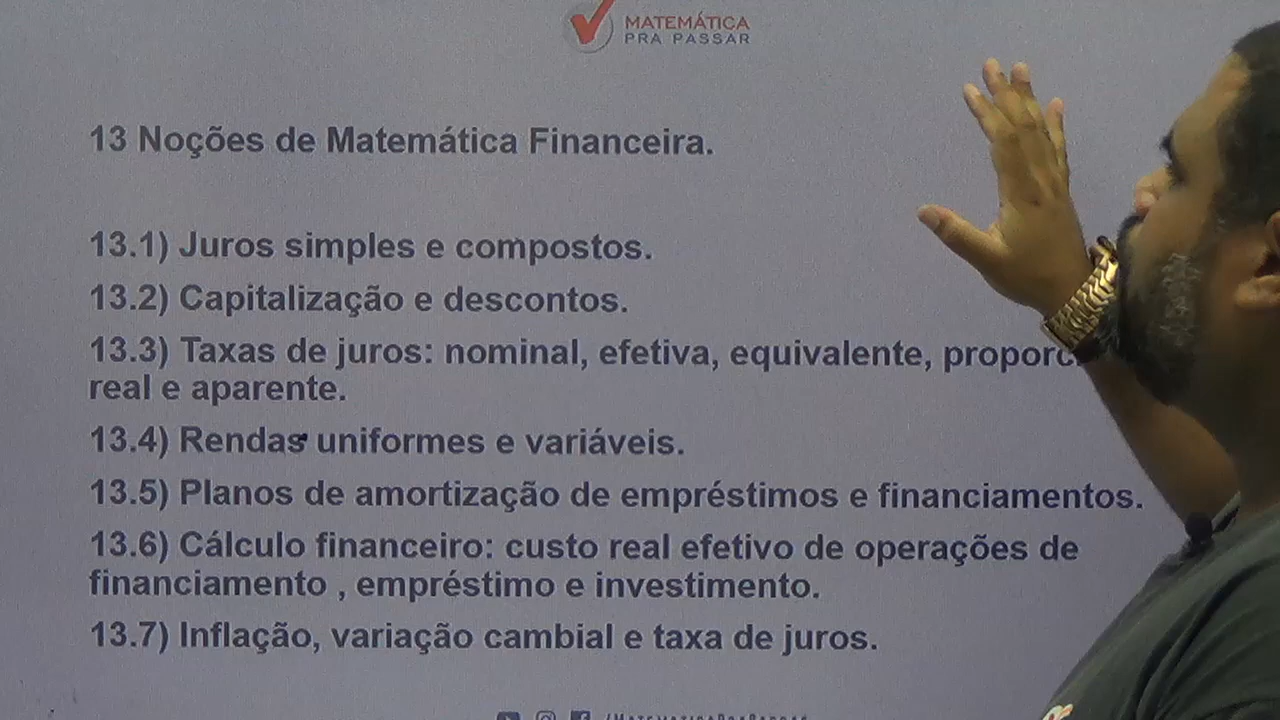 MATEMÁTICA
PRA PASSAR
13 Noções de Matemática Financeira.
13.1) Juros simples e compostos.
13.2) Capitalização e descontos.
13.3) Taxas de juros: nominal, efetiva, equivalente,
real e aparente.
13.4) Rendas uniformes e variáveis.
13.5) Planos de amortização de empréstimos e financiamentos.
13.6) Cálculo financeiro: custo real efetivo de operações de
financiamento , empréstimo e investimento.
13.7) Inflação, variação cambial e taxa de juros.